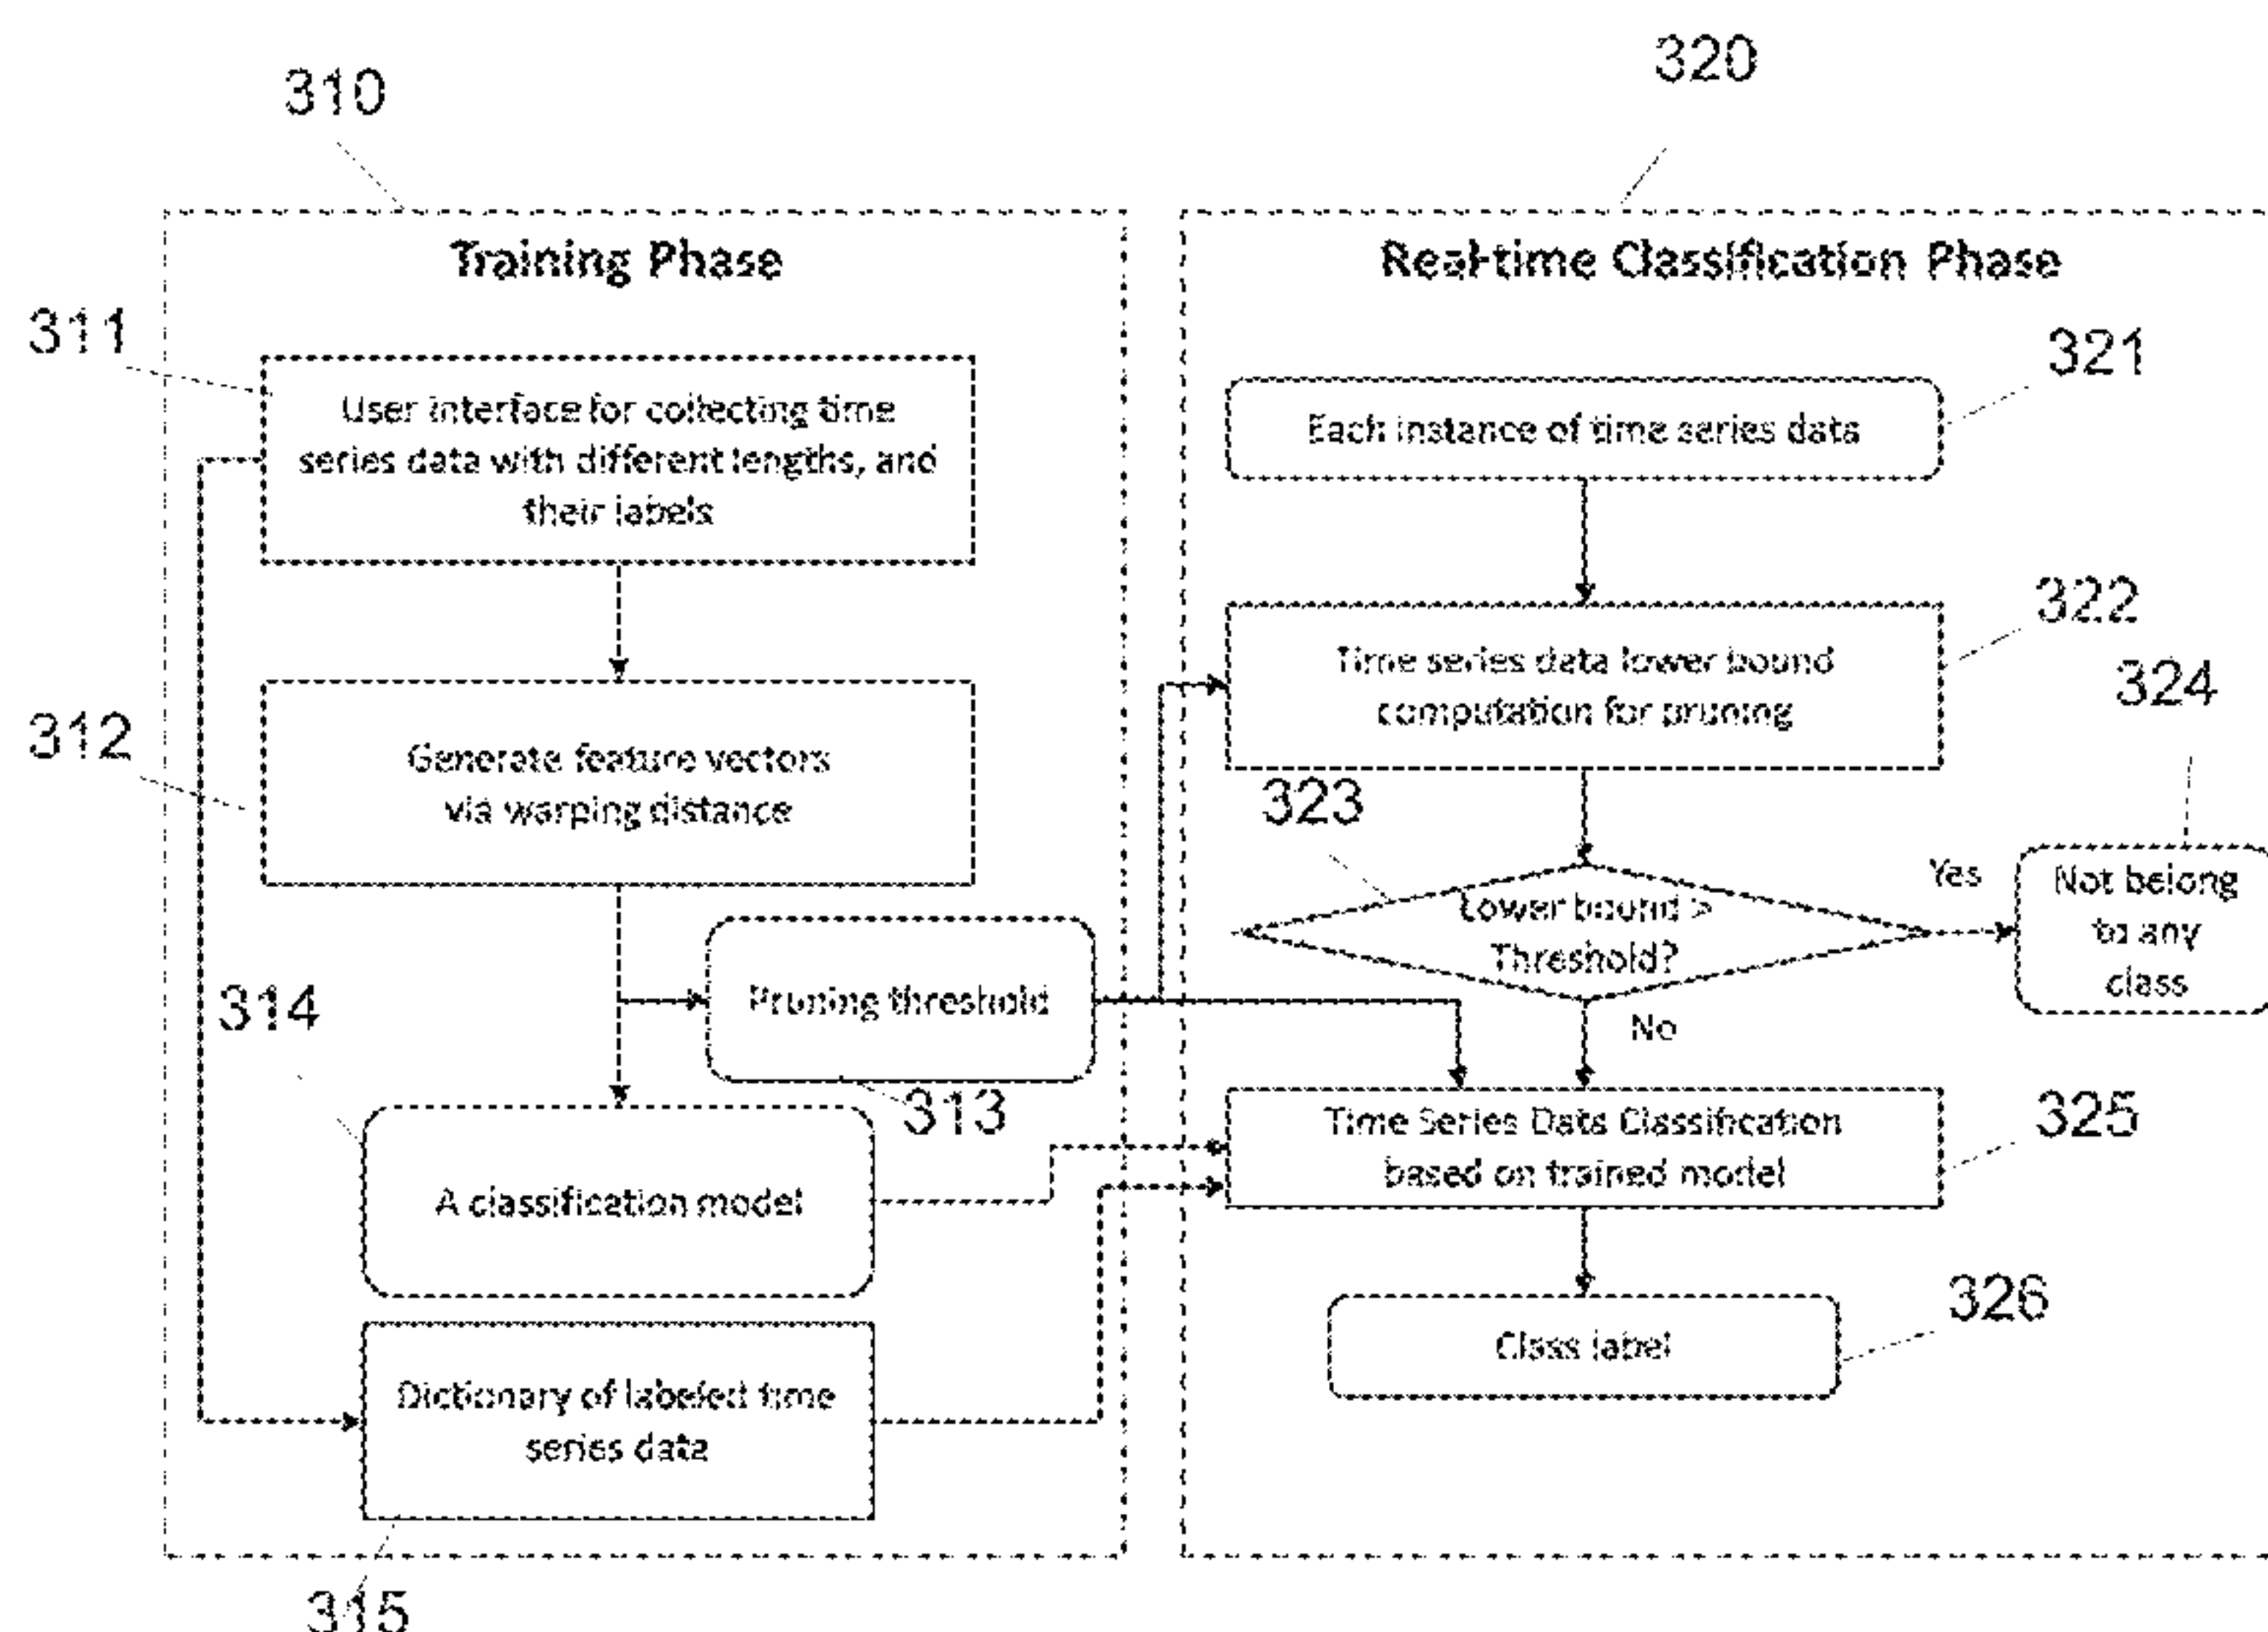 320
310
Training Phase
Real-time Classification Phase
311
321
User interface for collecting time
series data with different lengths, and
their labels
Each instance of time series data
322
Time series data lower bound
computation for pruning
324
312
Generate feature vectors
via warping distance
323
Yes
Lower bound >
Threshold?
Not belong
to any
class
Pruning threshold
314
No
313
325
Time Series Data Classification
based on trained model
A classification model
326
Class label
Dictionary of labeled time
series data
315